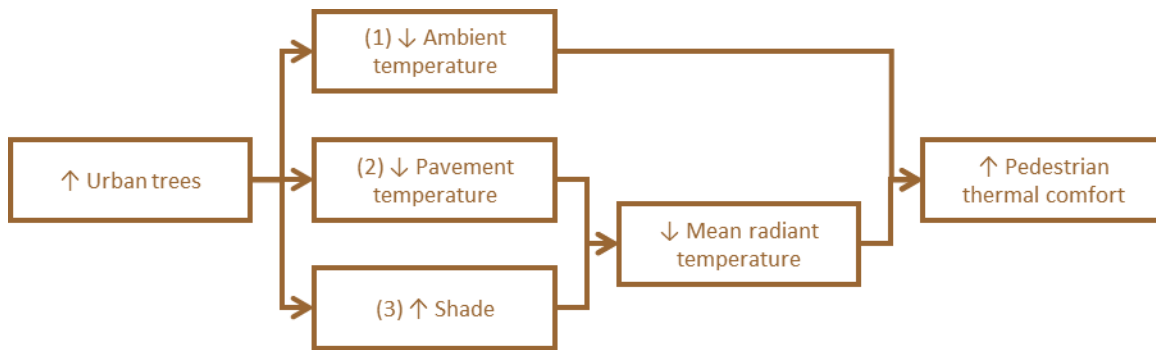 (1) ↓ Ambient
temperature
↑ Urban trees
(2) ↓ Pavement
temperature
(3) ↑ Shade
↓ Mean radiant
temperature
↑ Pedestrian
thermal comfort